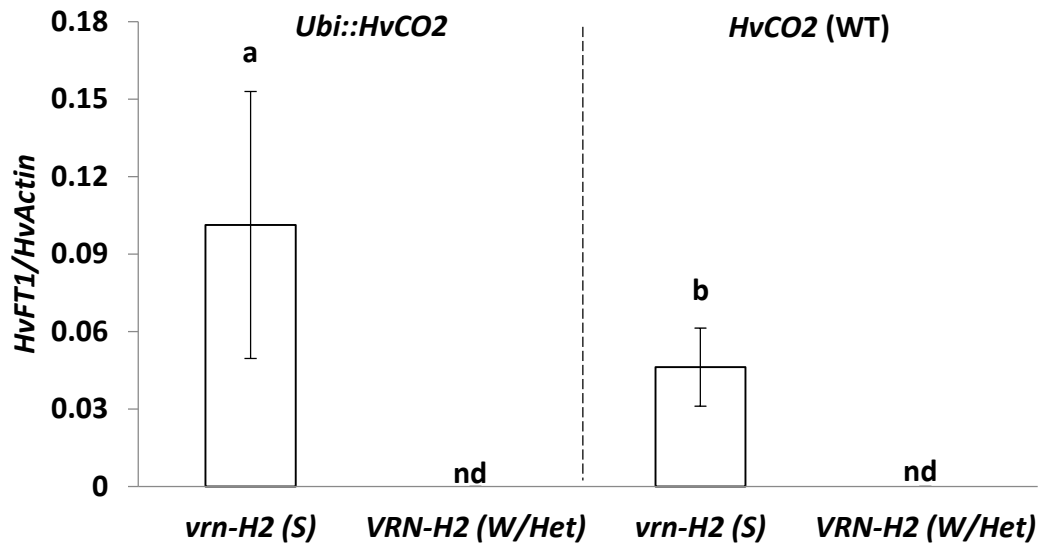 Ubi::HvCO2
HvCO2 (WT)
HvFT1/HvActin
0.18
0.15
0.12
0.09
0.06
0.03
0
a
nd
b
nd
vrn-H2 (S)
VRN-H2 (W/Het)
vrn-H2 (S)
VRN-H2 (W/Het)